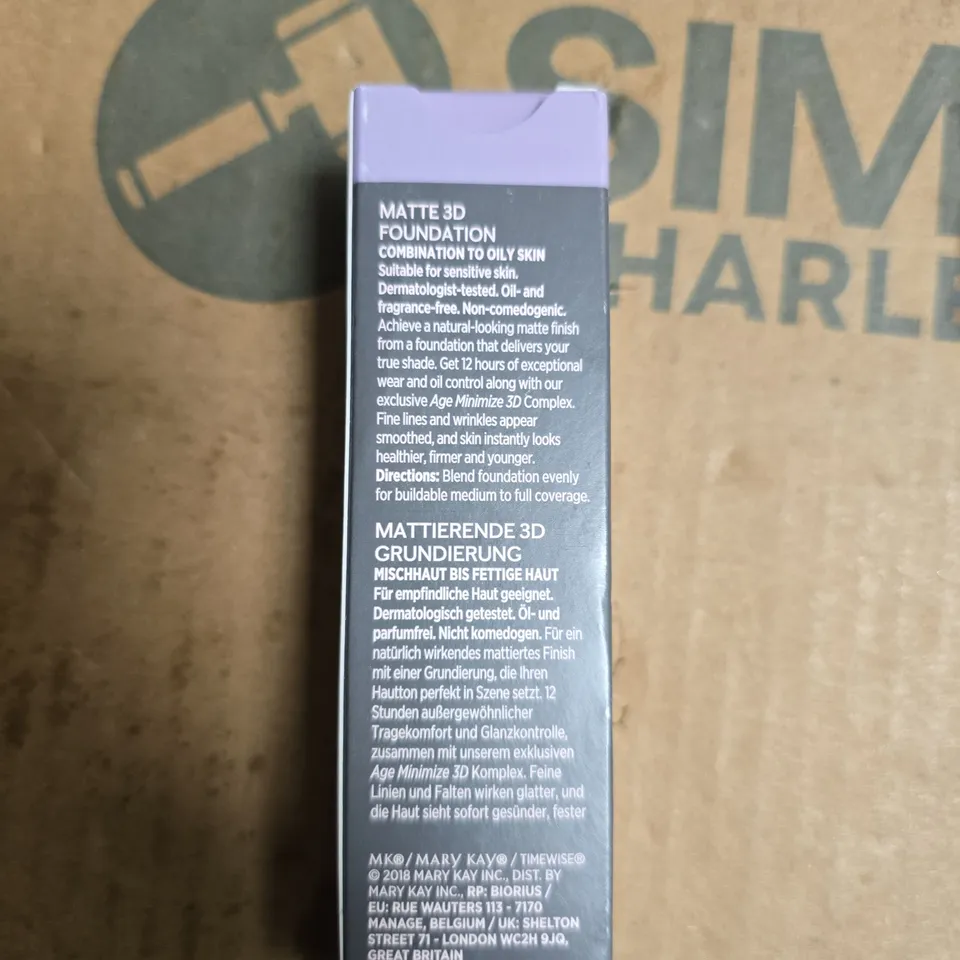 SIM
HARLE
MATTE 3D
FOUNDATION
COMBINATION TO OILY SKIN
Suitable for sensitive skin.
Dermatologist-tested. Oil- and
fragrance-free. Non-comedogenic.
Achieve a natural-looking matte finish
from a foundation that delivers your
true shade. Get 12 hours of exceptional
wear and oil control along with our
exclusive Age Minimize 3D Complex.
Fine lines and wrinkles appear
smoothed, and skin instantly looks
healthier, firmer and younger.
Directions: Blend foundation evenly
for buildable medium to full coverage.
MATTIERENDE 3D
GRUNDIERUNG
MISCHHAUT BIS FETTIGE HAUT
Für empfindliche Haut geeignet.
Dermatologisch getestet. Öl- und
parfumfrei. Nicht komedogen. Für ein
natürlich wirkendes mattiertes Finish
mit einer Grundierung, die Ihren
Hautton perfekt in Szene setzt. 12
Stunden außergewöhnlicher
Tragekomfort und Glanzkontrolle,
zusammen mit unserem exklusiven
Age Minimize 3D Komplex. Feine
Linien und Falten wirken glatter, und
die Haut sieht sofort gesünder, fester
MK® / MARY KAY® / TIMEWISE®
© 2018 MARY KAY INC., DIST. BY
MARY KAY INC., RP: BIORIUS /
EU: RUE WAUTERS 113 - 7170
MANAGE, BELGIUM / UK: SHELTON
STREET 71 - LONDON WC2H 9JQ,
GREAT BRITAIN